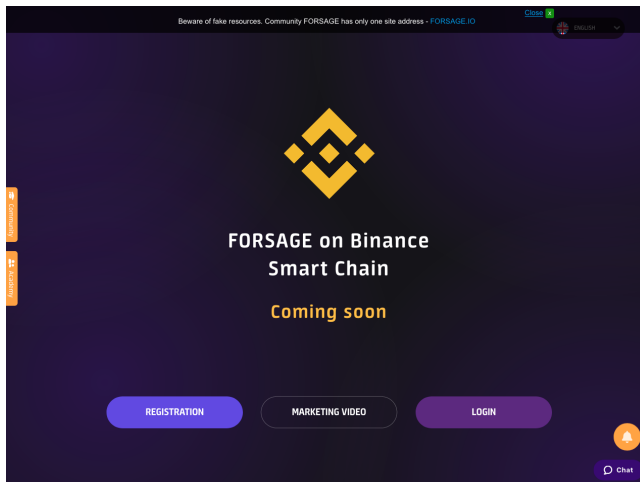 Close x
Beware of fake resources. Community FORSAGE has only one site address - FORSAGE.IO
ENGLISH
Community
Academy
FORSAGE on Binance
Smart Chain
Coming soon
REGISTRATION
MARKETING VIDEO
LOGIN
Chat